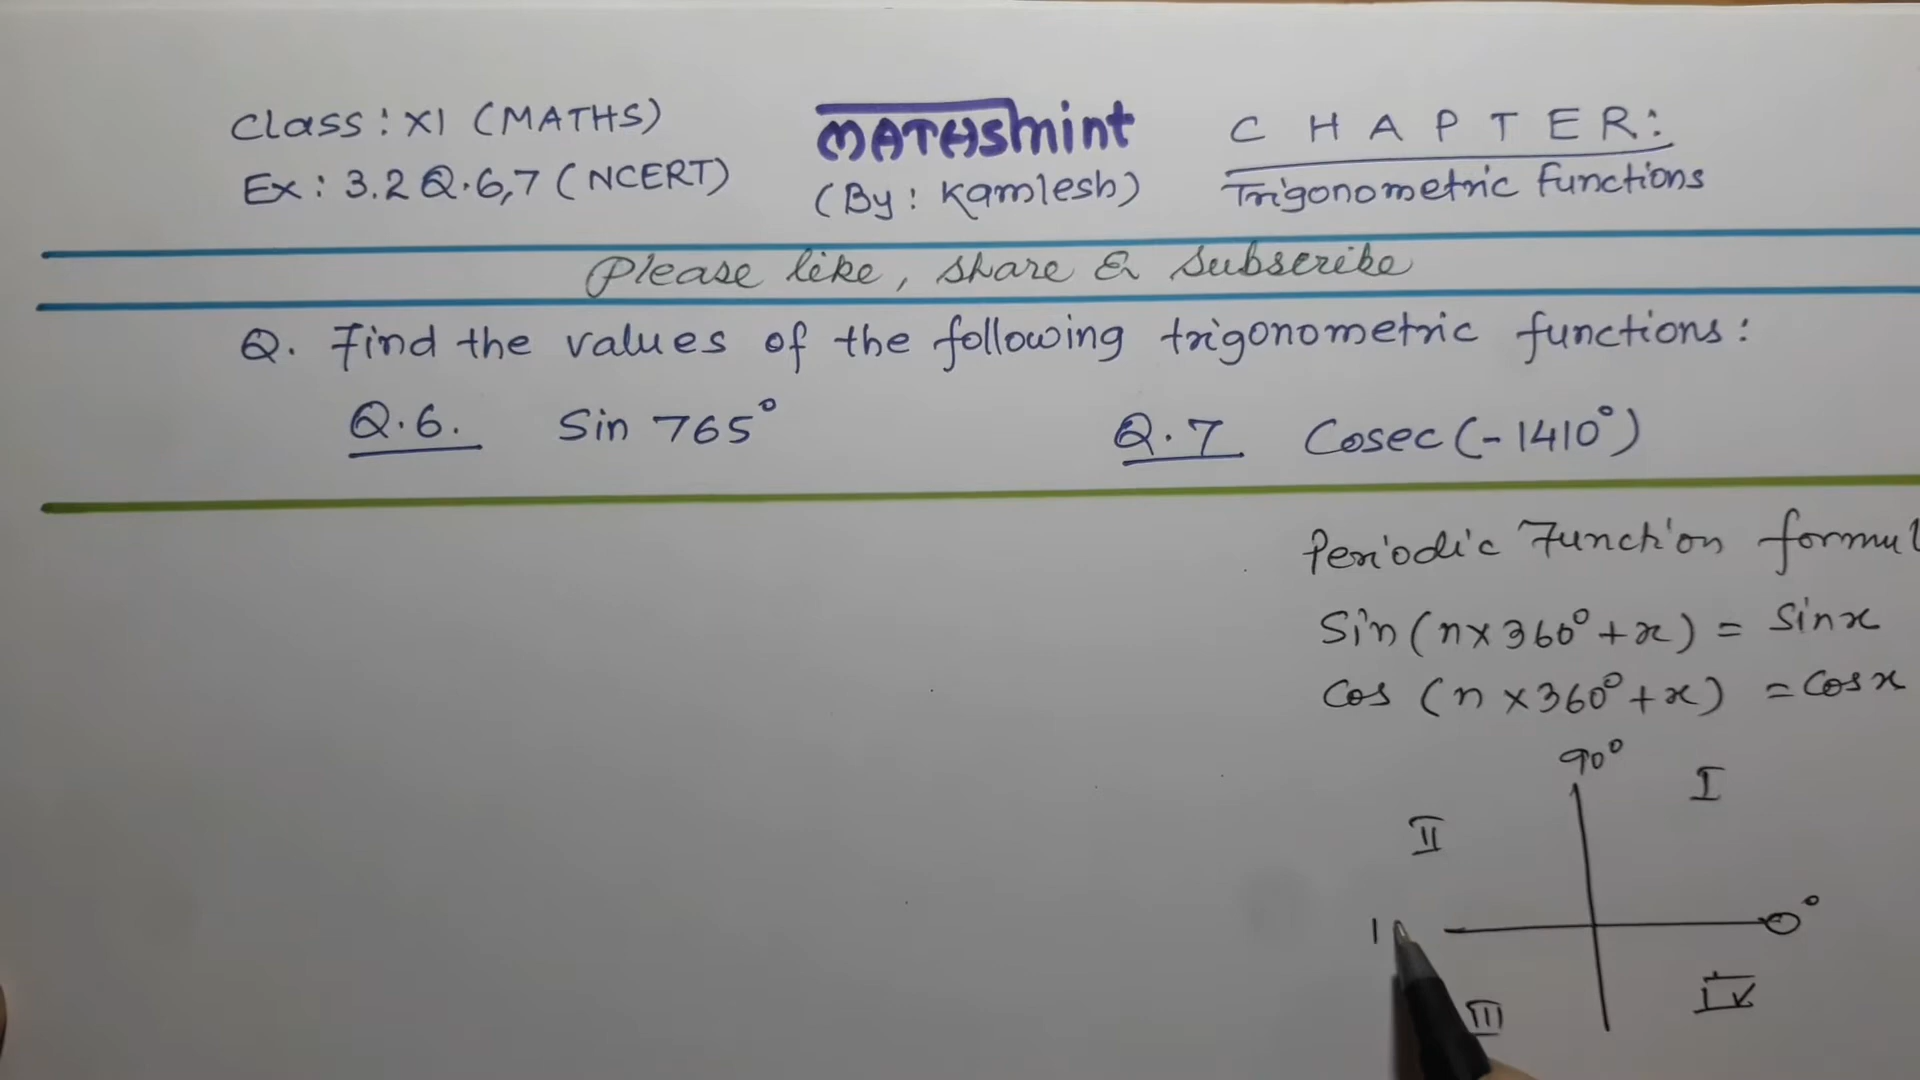 Class: XI (MATHS)
Ex: 3.2 Q.6,7 (NCERT)
MATHSmint
(By: Kamlesh)
CHAPTER:
Trigonometric Functions
Please like, share & Subscribe
Q. Find the values of the following trigonometric functions:
Q.6. Sin 765°
Q.7 Cosec (-1410°)
Periodic Function formul
Sin (n×360°+x) = Sinx
Cos (n×360°+x) = Cosx
90°
I
II
0°
1
III
IV